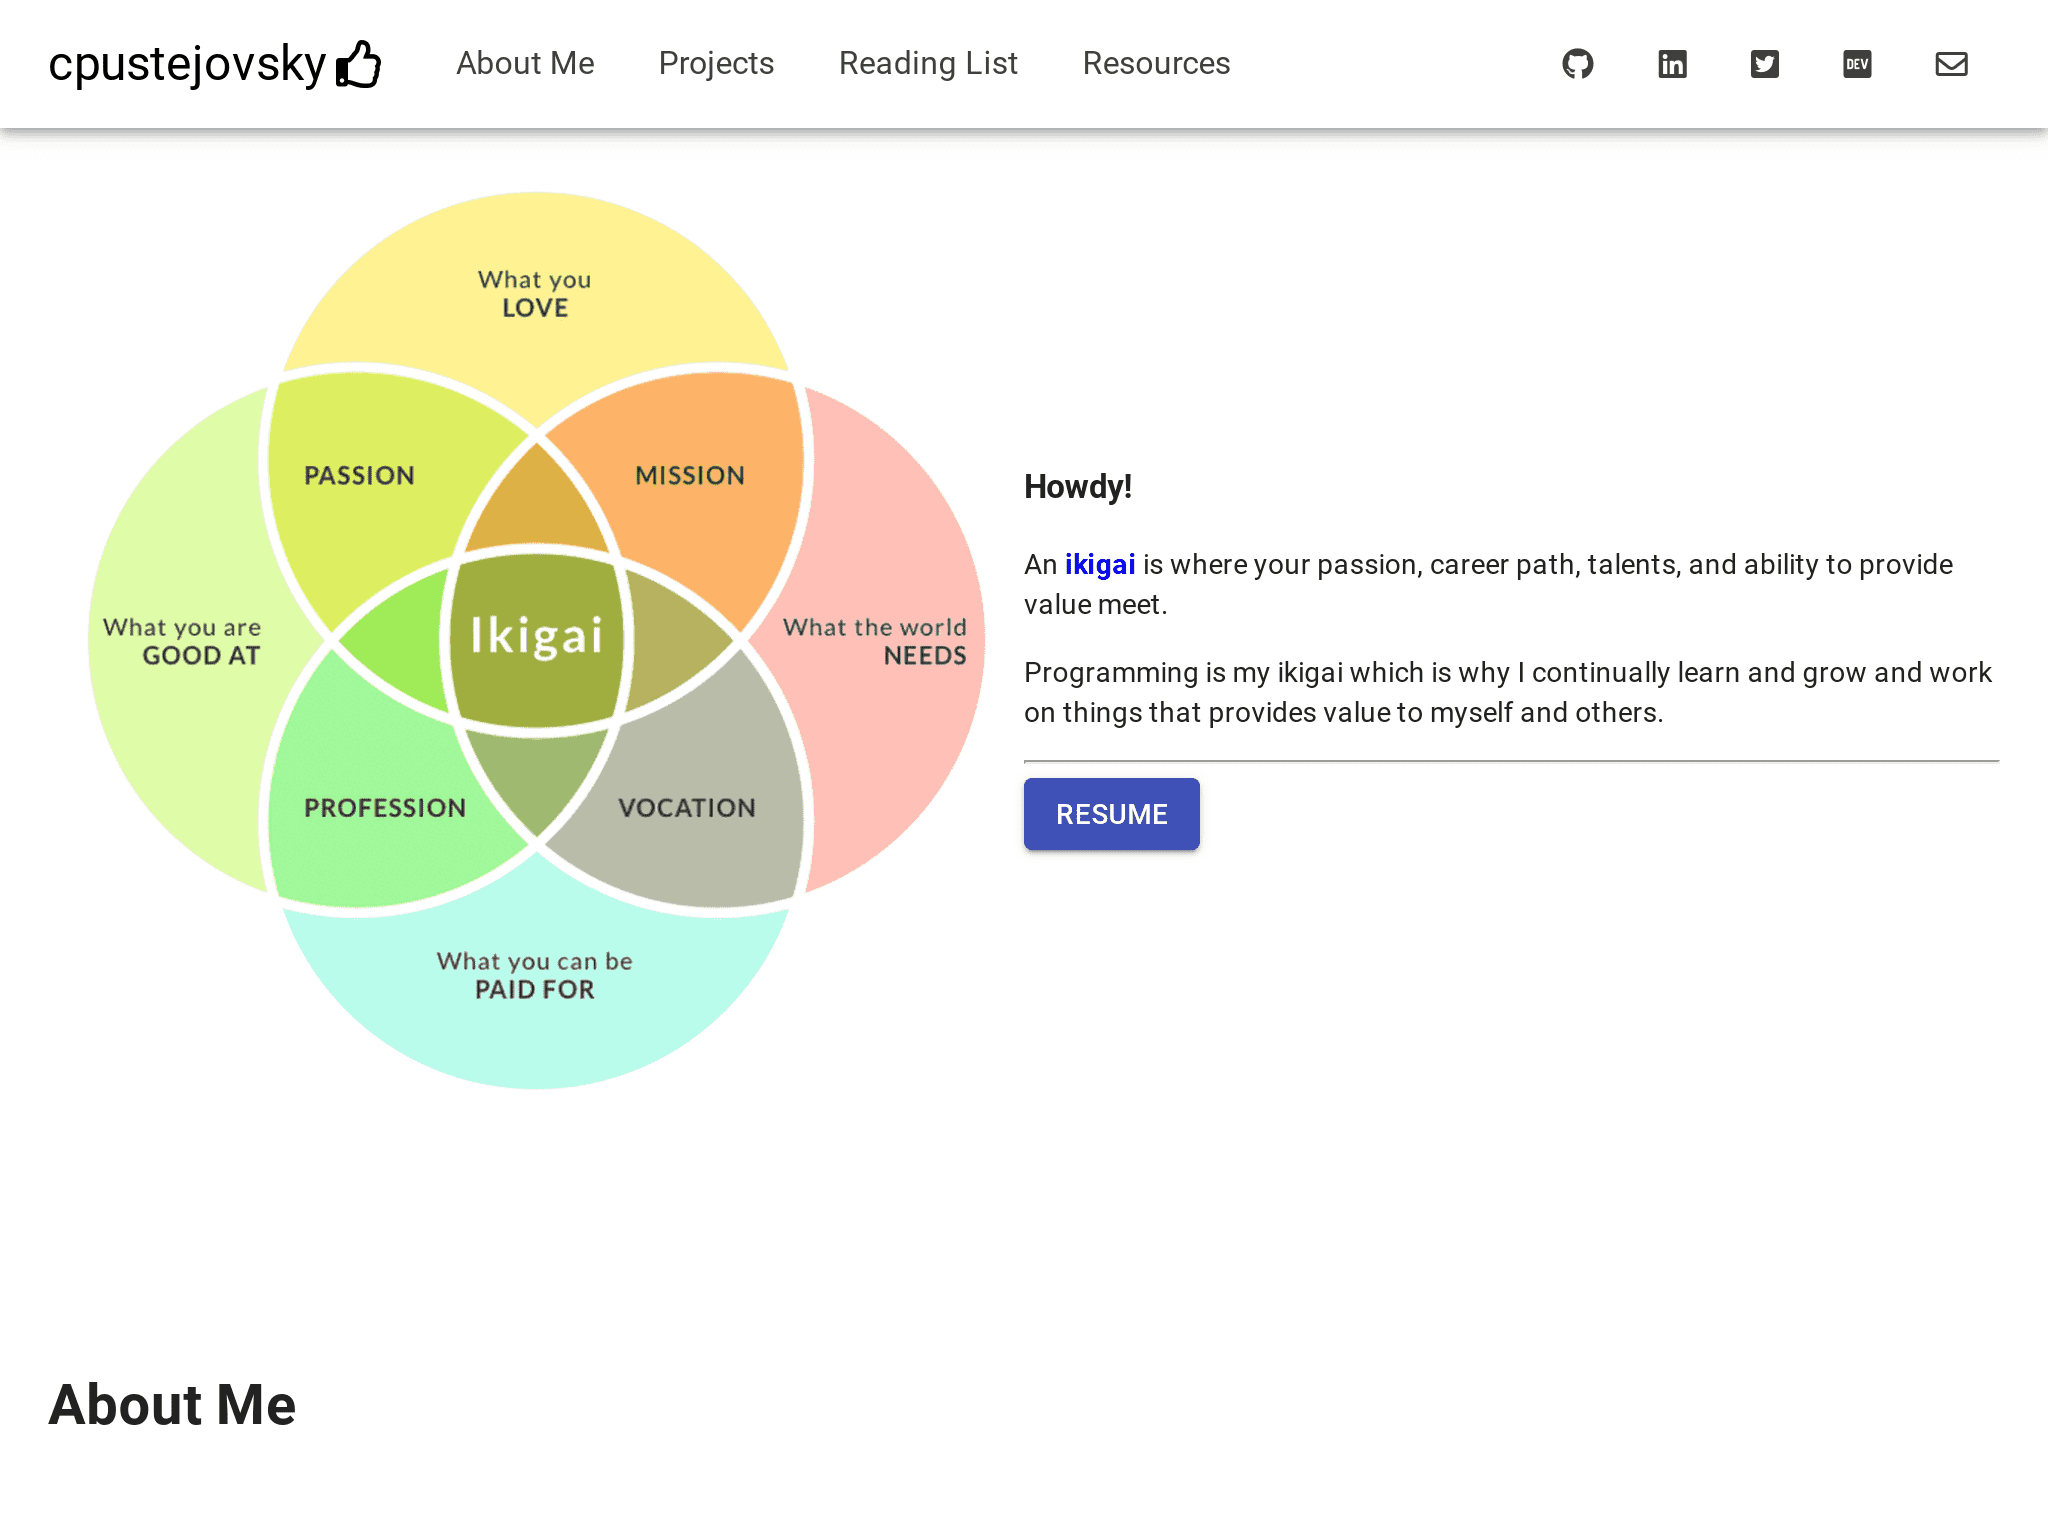 cpustejovsky About Me Projects Reading List Resources DEV
What you
LOVE
PASSION
MISSION
What you are
GOOD AT
Ikigai
What the world
NEEDS
PROFESSION
VOCATION
What you can be
PAID FOR
Howdy!
An ikigai is where your passion, career path, talents, and ability to provide
value meet.
Programming is my ikigai which is why I continually learn and grow and work
on things that provides value to myself and others.
RESUME
About Me